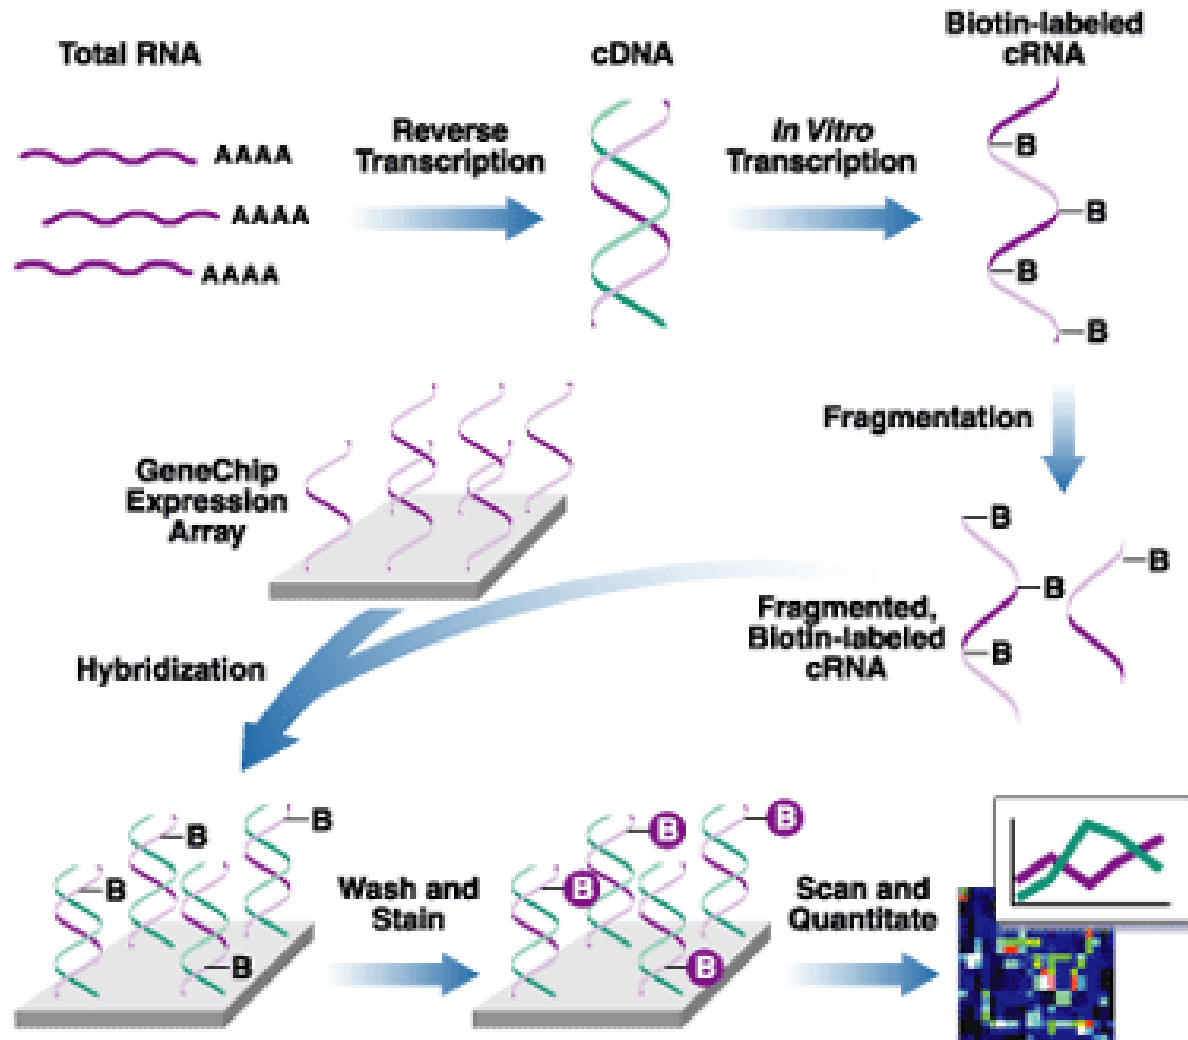 Total RNA
AAAA
AAAA
AAAA
Reverse
Transcription
cDNA
In Vitro
Transcription
Biotin-labeled
cRNA
B
B
B
B
Fragmentation
GeneChip
Expression
Array
B
B
B
B
Fragmented,
Biotin-labeled
cRNA
Hybridization
B
B
B
B
Wash and
Stain
B
B
B
B
Scan and
Quantitate